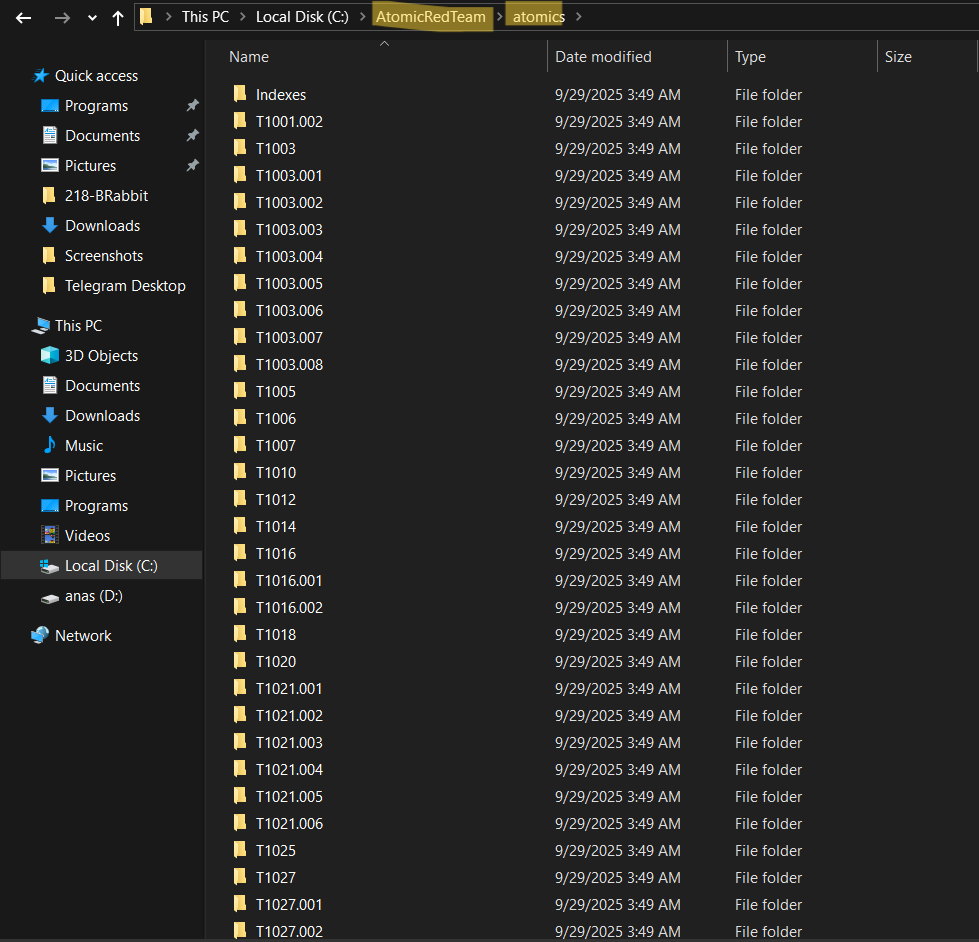 This PC Local Disk (C:) AtomicRedTeam atomics
Name Date modified Type Size
Quick access
Programs
Documents
Pictures
218-BRabbit
Downloads
Screenshots
Telegram Desktop
This PC
3D Objects
Documents
Downloads
Music
Pictures
Programs
Videos
Local Disk (C:)
anas (D:)
Network
Indexes 9/29/2025 3:49 AM File folder
T1001.002 9/29/2025 3:49 AM File folder
T1003 9/29/2025 3:49 AM File folder
T1003.001 9/29/2025 3:49 AM File folder
T1003.002 9/29/2025 3:49 AM File folder
T1003.003 9/29/2025 3:49 AM File folder
T1003.004 9/29/2025 3:49 AM File folder
T1003.005 9/29/2025 3:49 AM File folder
T1003.006 9/29/2025 3:49 AM File folder
T1003.007 9/29/2025 3:49 AM File folder
T1003.008 9/29/2025 3:49 AM File folder
T1005 9/29/2025 3:49 AM File folder
T1006 9/29/2025 3:49 AM File folder
T1007 9/29/2025 3:49 AM File folder
T1010 9/29/2025 3:49 AM File folder
T1012 9/29/2025 3:49 AM File folder
T1014 9/29/2025 3:49 AM File folder
T1016 9/29/2025 3:49 AM File folder
T1016.001 9/29/2025 3:49 AM File folder
T1016.002 9/29/2025 3:49 AM File folder
T1018 9/29/2025 3:49 AM File folder
T1020 9/29/2025 3:49 AM File folder
T1021.001 9/29/2025 3:49 AM File folder
T1021.002 9/29/2025 3:49 AM File folder
T1021.003 9/29/2025 3:49 AM File folder
T1021.004 9/29/2025 3:49 AM File folder
T1021.005 9/29/2025 3:49 AM File folder
T1021.006 9/29/2025 3:49 AM File folder
T1025 9/29/2025 3:49 AM File folder
T1027 9/29/2025 3:49 AM File folder
T1027.001 9/29/2025 3:49 AM File folder
T1027.002 9/29/2025 3:49 AM File folder